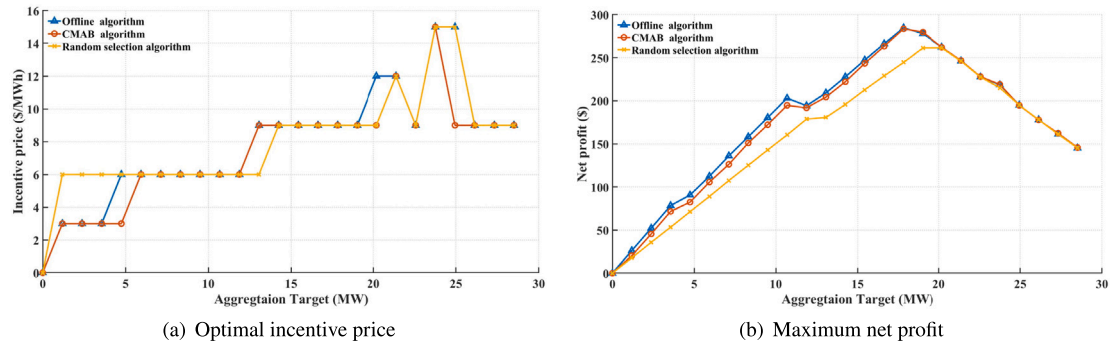 16
14
12
10
8
6
4
2
0
Incentive price ($/MWh)
Offline algorithm
CMAB algorithm
Random selection algorithm
0 5 10 15 20 25 30
Aggregtaion Target (MW)
(a) Optimal incentive price
300
250
200
150
100
50
0
Net profit ($)
Offline algorithm
CMAB algorithm
Random selection algorithm
0 5 10 15 20 25 30
Aggregtaion Target (MW)
(b) Maximum net profit